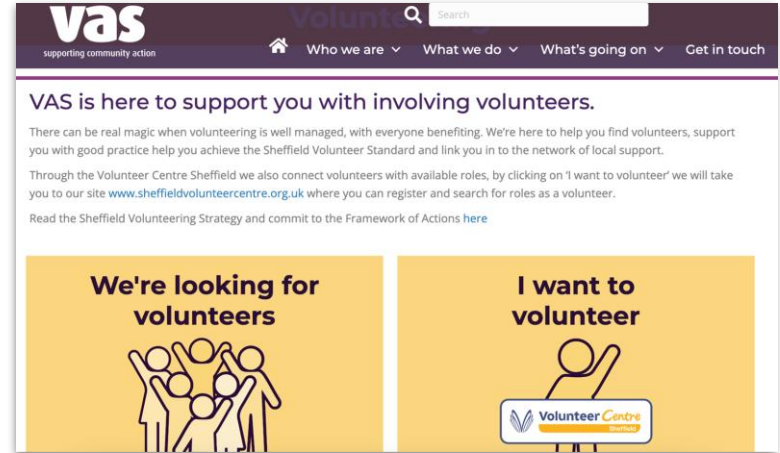 vas
supporting community action
Volunteering
Search
Who we are
What we do
What's going on
Get in touch
VAS is here to support you with involving volunteers.
There can be real magic when volunteering is well managed, with everyone benefiting. We're here to help you find volunteers, support
you with good practice help you achieve the Sheffield Volunteer Standard and link you in to the network of local support.
Through the Volunteer Centre Sheffield we also connect volunteers with available roles, by clicking on 'I want to volunteer' we will take
you to our site www.sheffieldvolunteercentre.org.uk where you can register and search for roles as a volunteer.
Read the Sheffield Volunteering Strategy and commit to the Framework of Actions here
We're looking for
volunteers
I want to
volunteer
Volunteer Centre
Sheffield